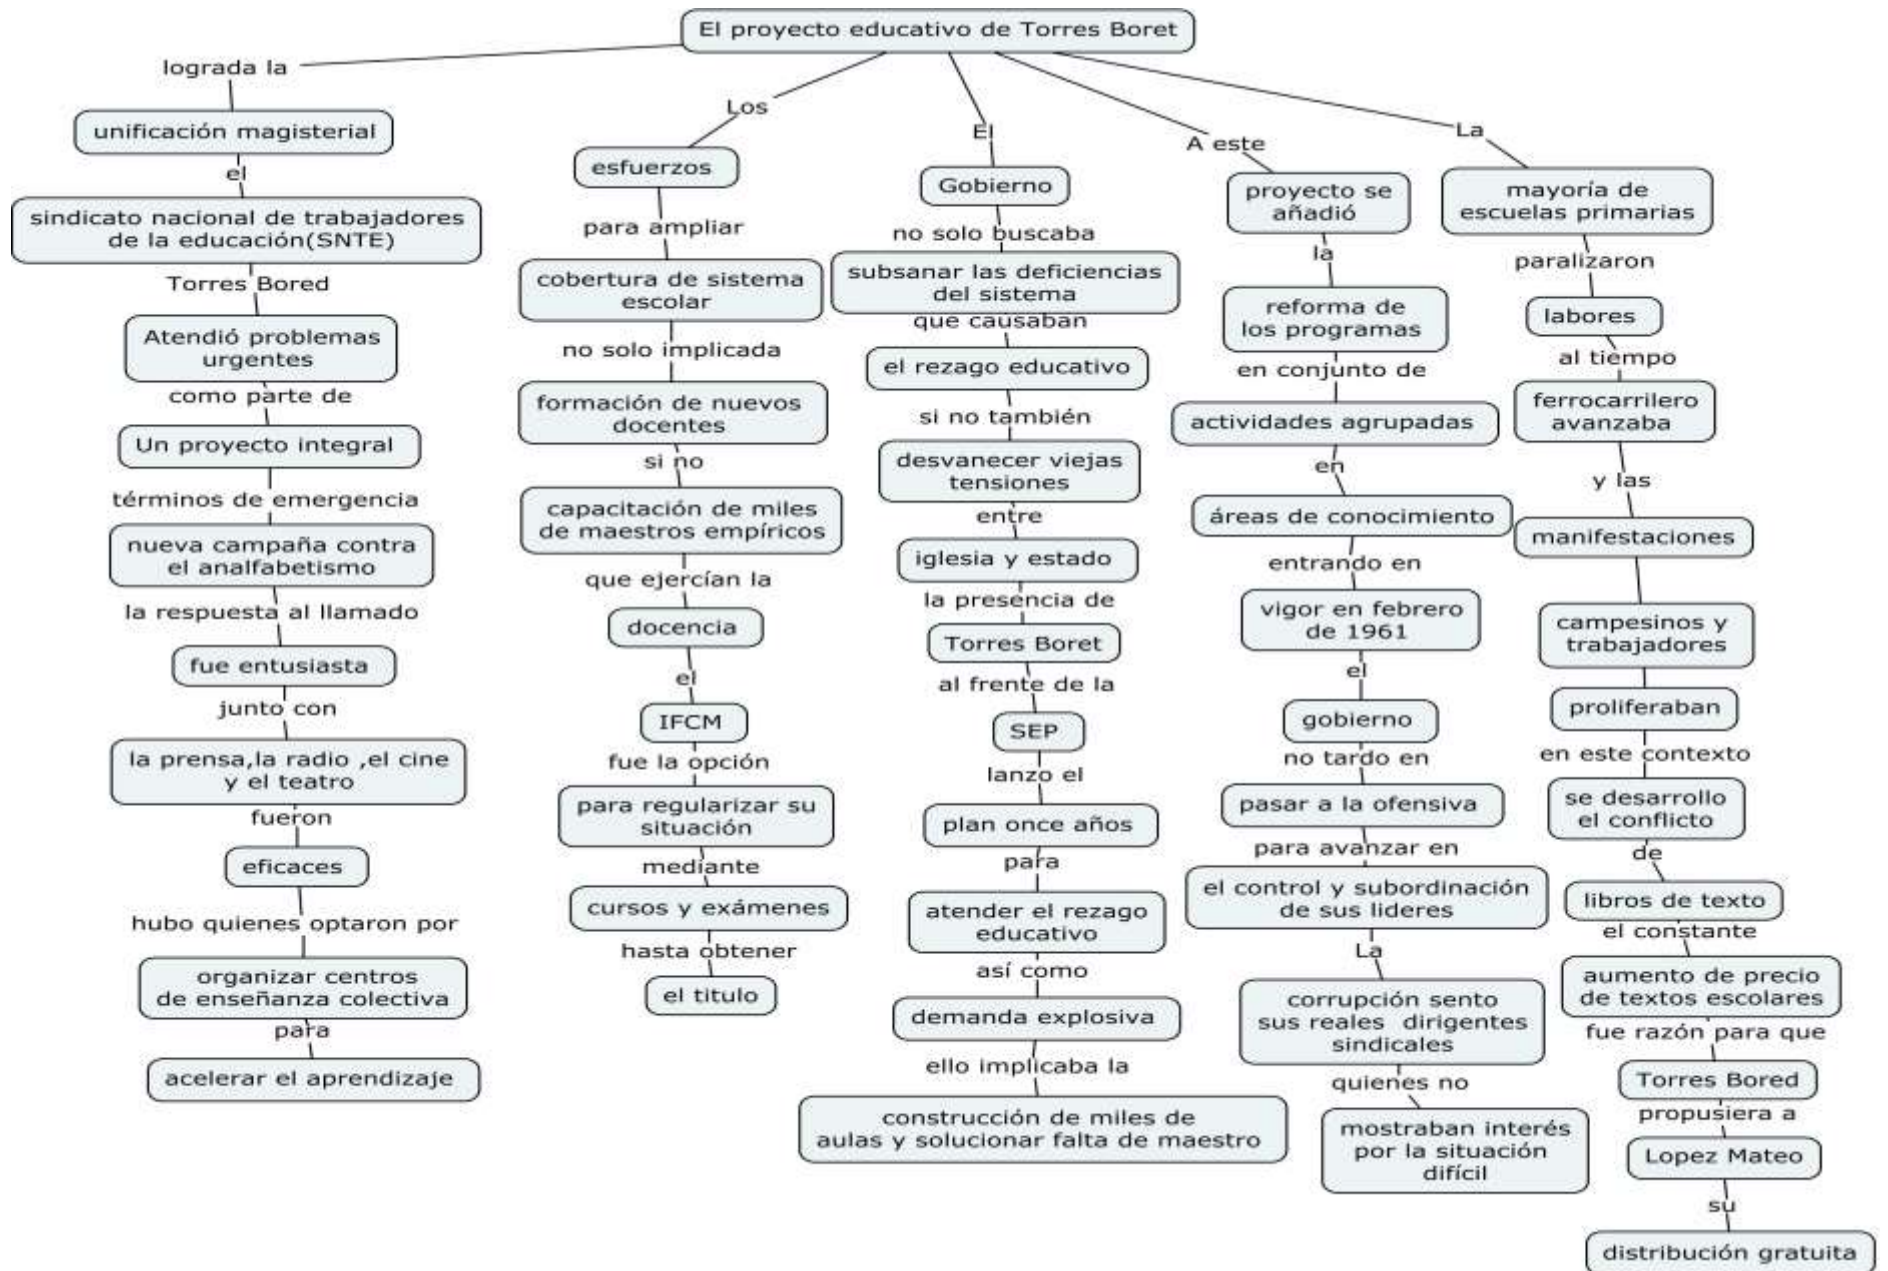 El proyecto educativo de Torres Boret
lograda la
unificación magisterial
el
sindicato nacional de trabajadores
de la educación(SNTE)
Torres Bored
Atendió problemas
urgentes
como parte de
Un proyecto integral
términos de emergencia
nueva campaña contra
el analfabetismo
la respuesta al llamado
fue entusiasta
junto con
la prensa,la radio ,el cine
y el teatro
fueron
eficaces
hubo quienes optaron por
organizar centros
de enseñanza colectiva
para
acelerar el aprendizaje
Los
esfuerzos
para ampliar
cobertura de sistema
escolar
no solo implicada
formación de nuevos
docentes
si no
capacitación de miles
de maestros empíricos
que ejercían la
docencia
el
IFCM
fue la opción
para regularizar su
situación
mediante
cursos y exámenes
hasta obtener
el titulo
El
Gobierno
no solo buscaba
subsanar las deficiencias
del sistema
que causaban
el rezago educativo
si no también
desvanecer viejas
tensiones
entre
iglesia y estado
la presencia de
Torres Boret
al frente de la
SEP
lanzo el
plan once años
para
atender el rezago
educativo
así como
demanda explosiva
ello implicaba la
construcción de miles de
aulas y solucionar falta de maestro
A este
proyecto se
añadió
la
reforma de
los programas
en conjunto de
actividades agrupadas
en
áreas de conocimiento
entrando en
vigor en febrero
de 1961
el
gobierno
no tardo en
pasar a la ofensiva
para avanzar en
el control y subordinación
de sus lideres
La
corrupción sento
sus reales dirigentes
sindicales
quienes no
mostraban interés
por la situación
difícil
La
mayoría de
escuelas primarias
paralizaron
labores
al tiempo
ferrocarrilero
avanzaba
y las
manifestaciones
campesinos y
trabajadores
proliferaban
en este contexto
se desarrollo
el conflicto
de
libros de texto
el constante
aumento de precio
de textos escolares
fue razón para que
Torres Bored
propusiera a
Lopez Mateo
su
distribución gratuita